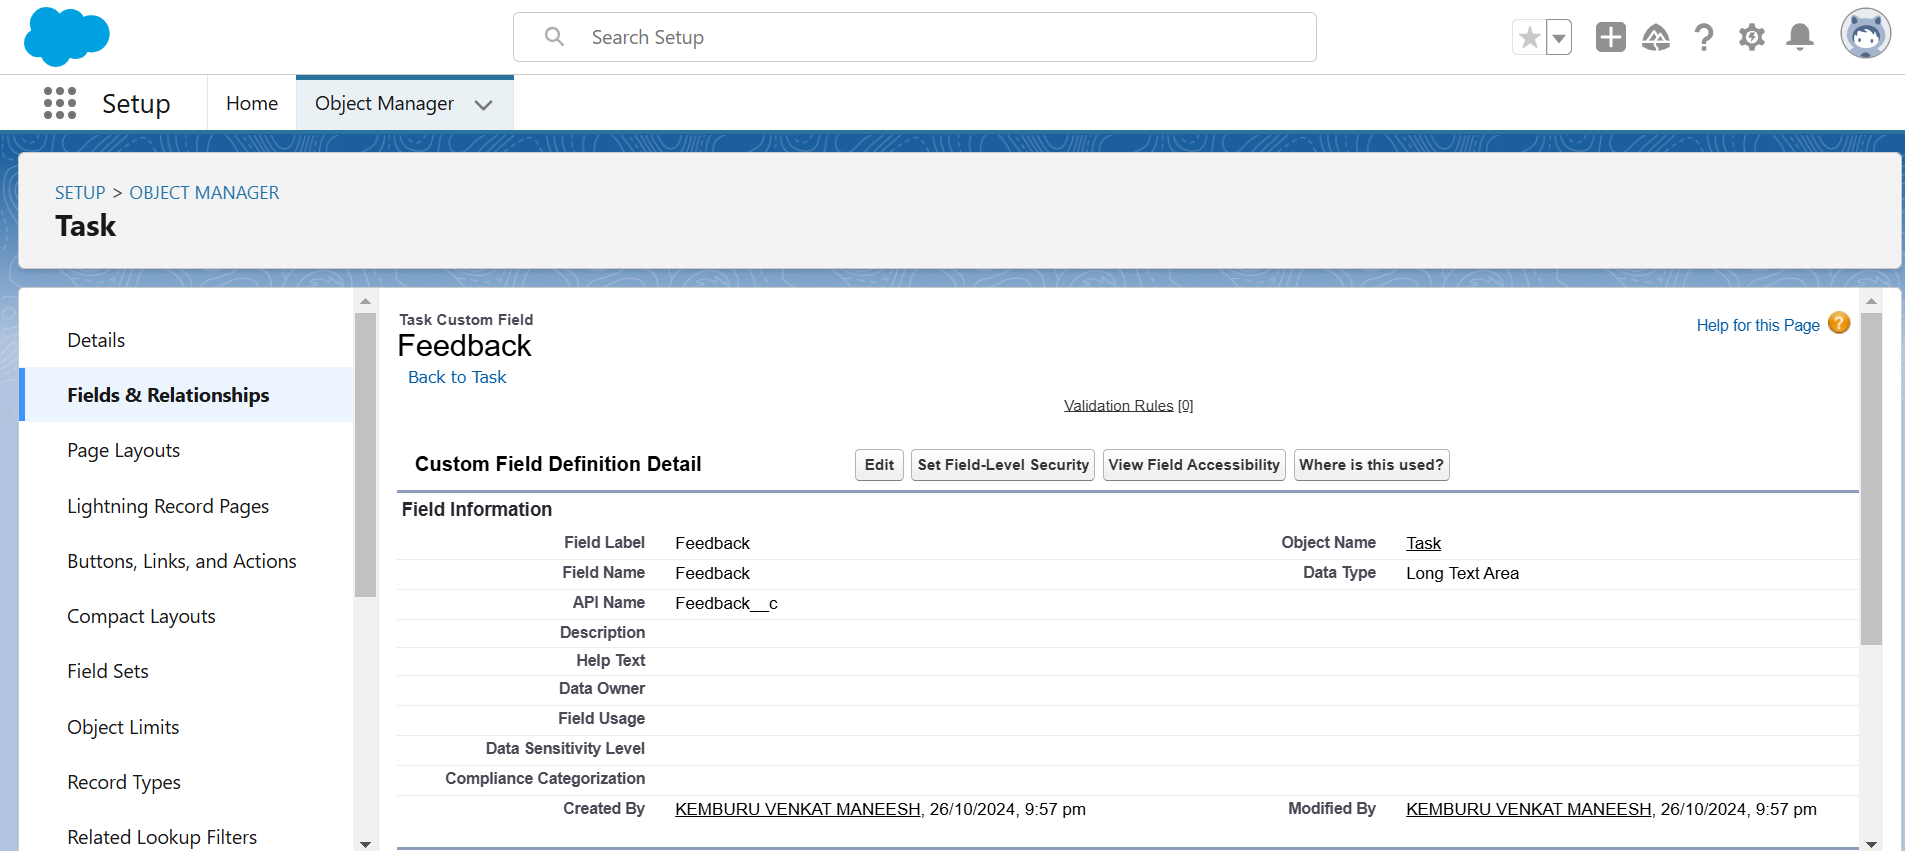 Search Setup
Setup
Home
Object Manager
SETUP > OBJECT MANAGER
Task
Details
Fields & Relationships
Page Layouts
Lightning Record Pages
Buttons, Links, and Actions
Compact Layouts
Field Sets
Object Limits
Record Types
Related Lookup Filters
Task Custom Field
Feedback
Back to Task
Help for this Page ?
Validation Rules [0]
Custom Field Definition Detail
Edit
Set Field-Level Security
View Field Accessibility
Where is this used?
Field Information
Field Label Feedback Object Name Task
Field Name Feedback Data Type Long Text Area
API Name Feedback__c
Description
Help Text
Data Owner
Field Usage
Data Sensitivity Level
Compliance Categorization
Created By KEMBURU VENKAT MANEESH, 26/10/2024, 9:57 pm Modified By KEMBURU VENKAT MANEESH, 26/10/2024, 9:57 pm